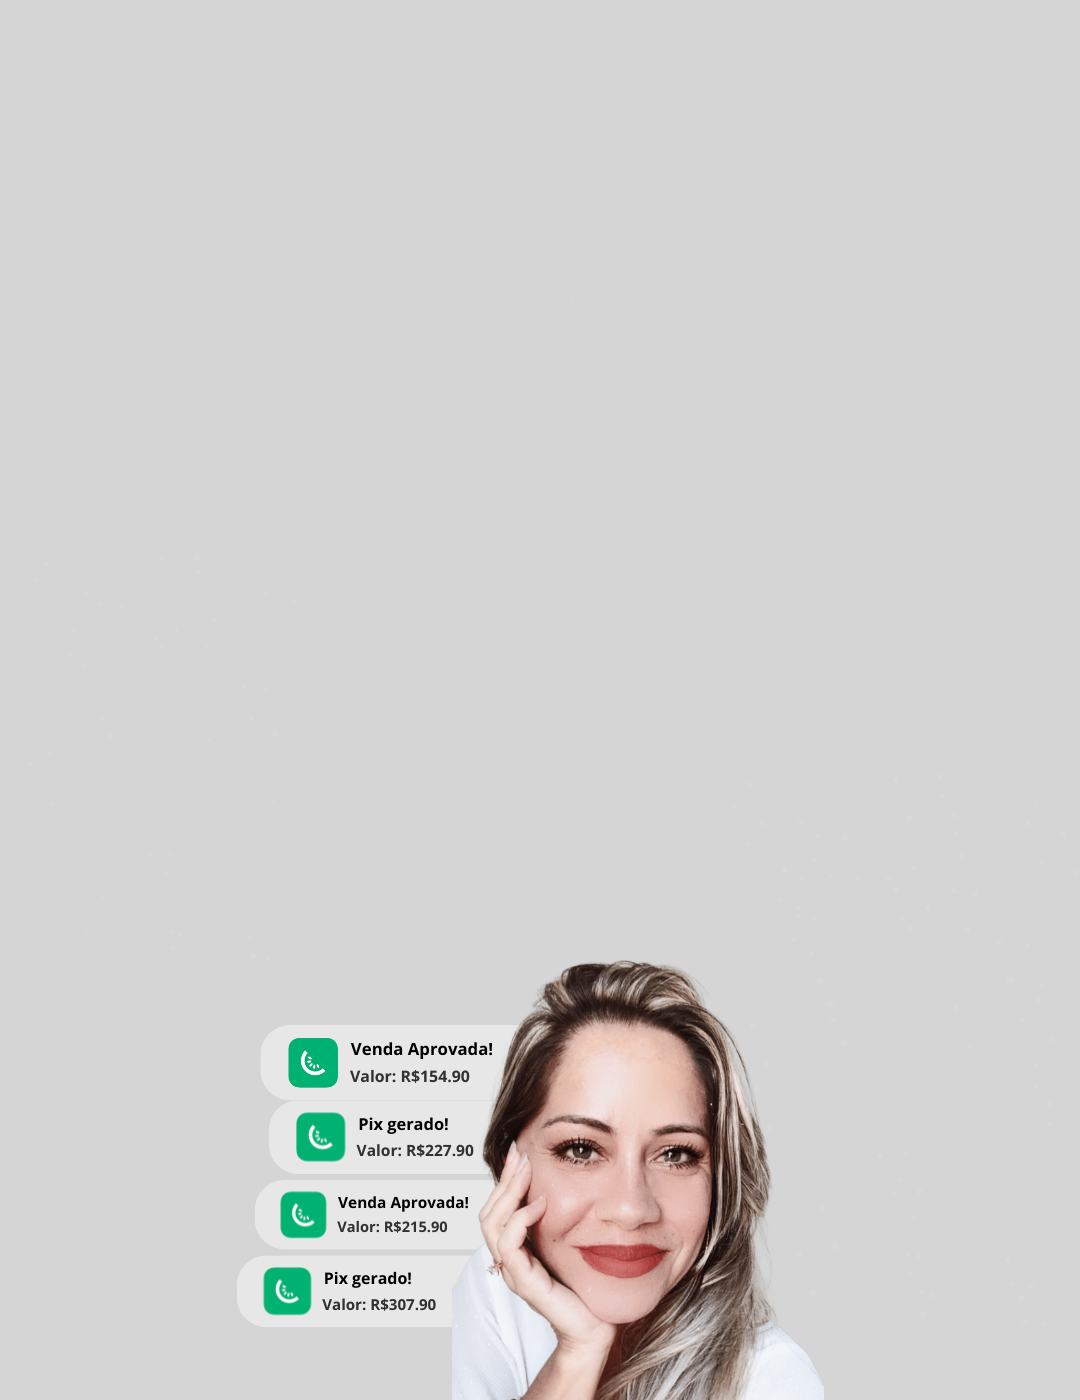 Venda Aprovada!
Valor: R$154.90
Pix gerado!
Valor: R$227.90
Venda Aprovada!
Valor: R$215.90
Pix gerado!
Valor: R$307.90